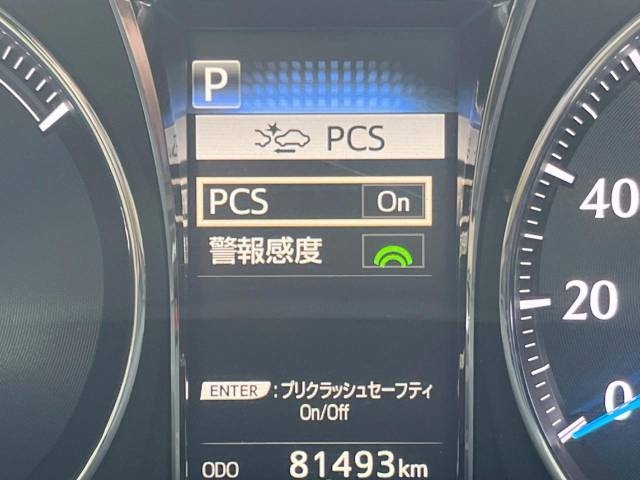 P
PCS
PCS On
警報感度
40
20
0
ENTER :プリクラッシュセーフティ
On/Off
ODO 81493km